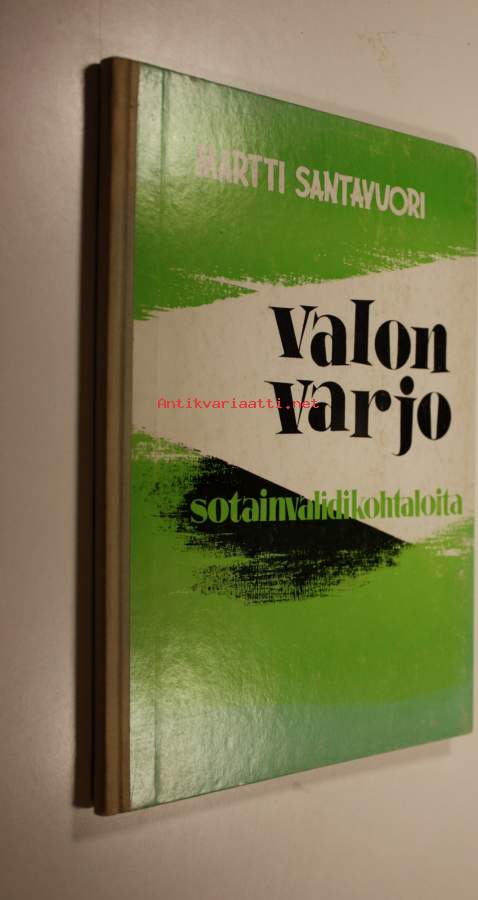 MARTTI SANTAVUORI
valon
Antikvariaatti.net
varjo
sotainvalidikohtaloita